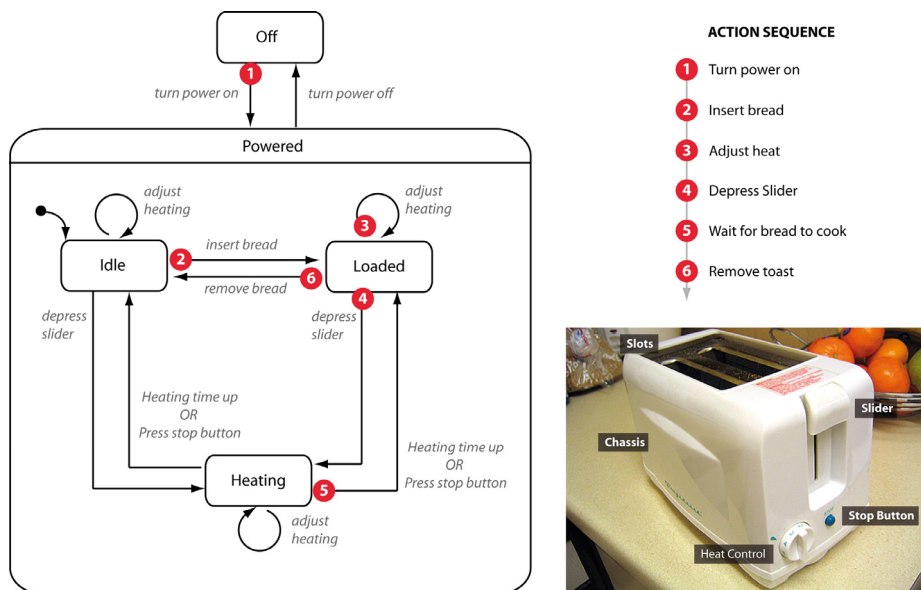 Off
1
turn power on
turn power off
Powered
adjust
heating
adjust
heating
3
Idle
2
insert bread
Loaded
remove bread
6
4
depress
slider
depress
slider
Heating time up
OR
Press stop button
Heating time up
OR
Press stop button
Heating
5
adjust
heating
ACTION SEQUENCE
1 Turn power on
2 Insert bread
3 Adjust heat
4 Depress Slider
5 Wait for bread to cook
6 Remove toast
Slots
Slider
Chassis
Stop Button
Heat Control